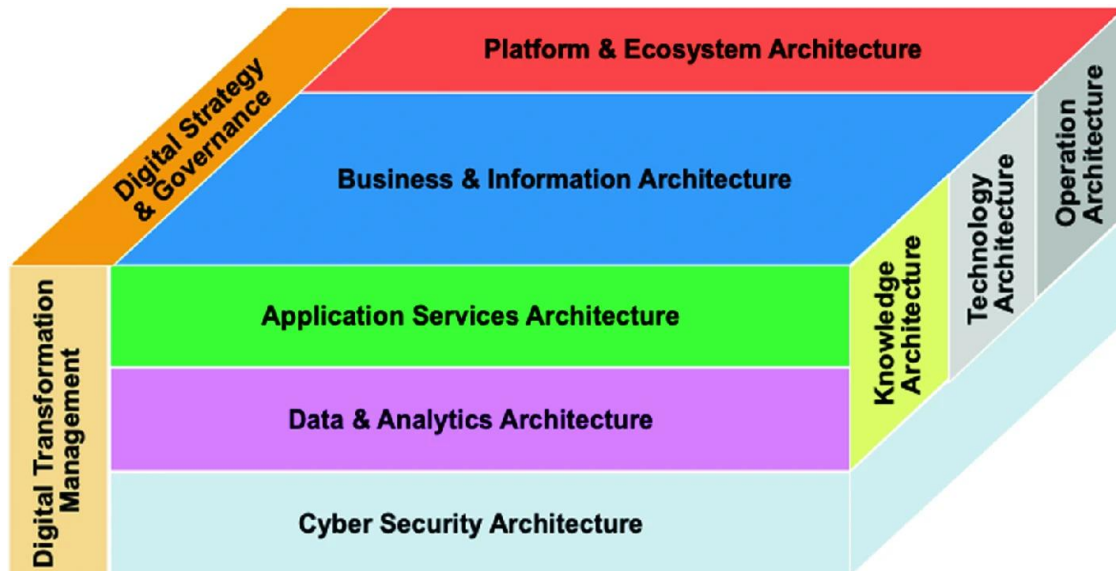 Platform & Ecosystem Architecture
Digital Strategy
& Governance
Business & Information Architecture
Operation
Architecture
Technology
Architecture
Knowledge
Architecture
Application Services Architecture
Data & Analytics Architecture
Cyber Security Architecture
Digital Transformation
Management